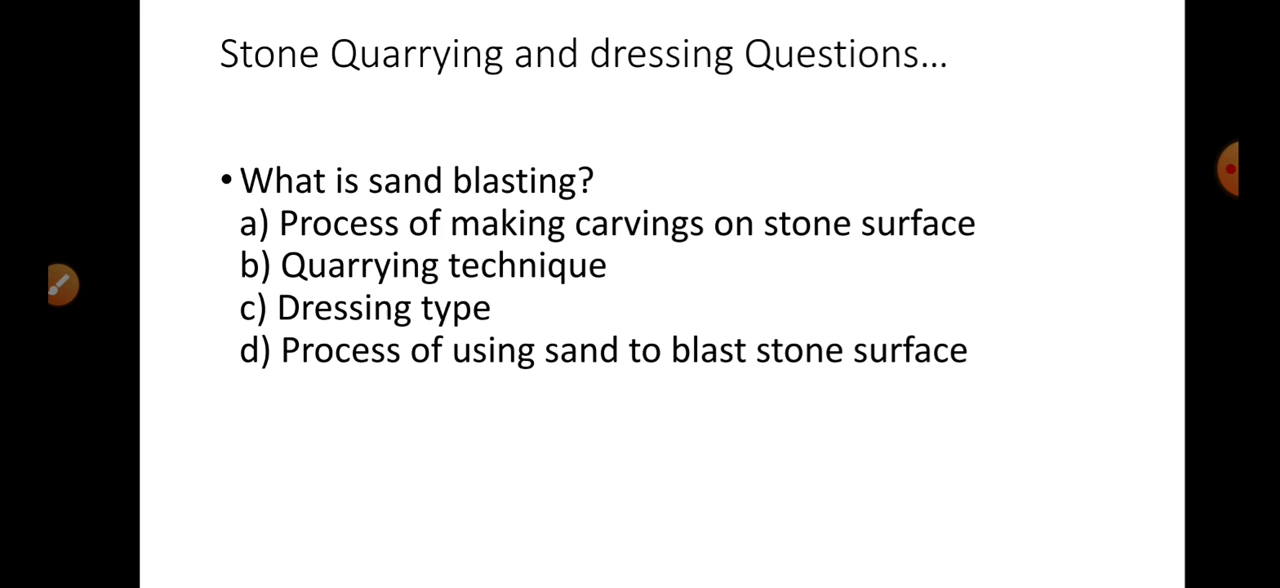 Stone Quarrying and dressing Questions...
• What is sand blasting?
a) Process of making carvings on stone surface
b) Quarrying technique
c) Dressing type
d) Process of using sand to blast stone surface